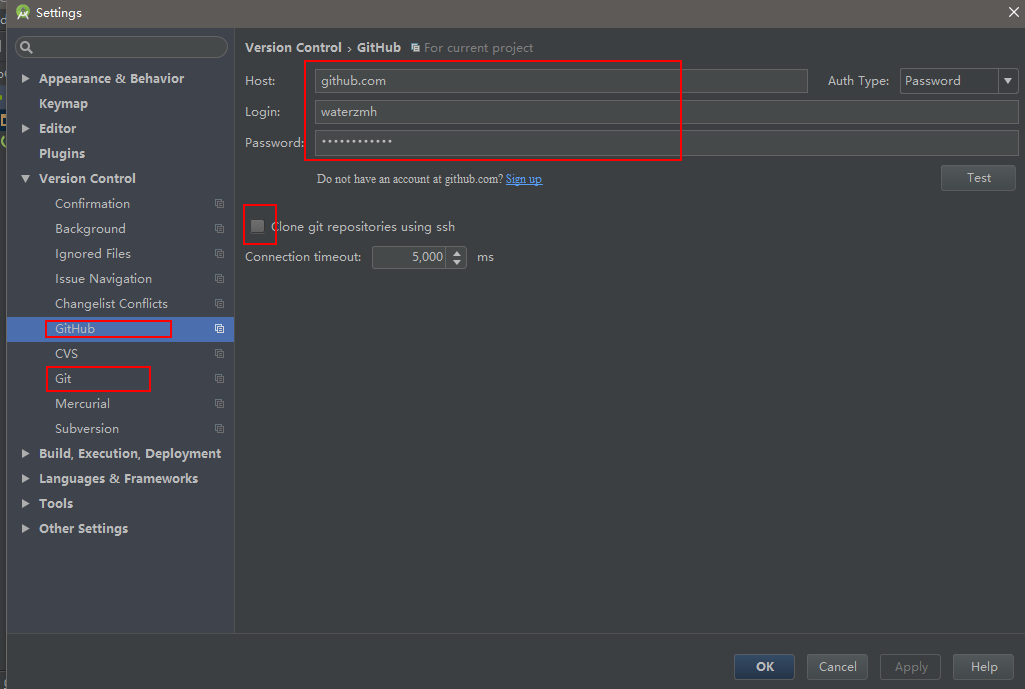 Settings
Version Control › GitHub For current project
Appearance & Behavior
Keymap
Editor
Plugins
Version Control
Confirmation
Background
Ignored Files
Issue Navigation
Changelist Conflicts
GitHub
CVS
Git
Mercurial
Subversion
Build, Execution, Deployment
Languages & Frameworks
Tools
Other Settings
Host: github.com Auth Type: Password
Login: waterzmh
Password: ••••••••••••
Do not have an account at github.com? Sign up
Test
Clone git repositories using ssh
Connection timeout: 5,000 ms
OK Cancel Apply Help